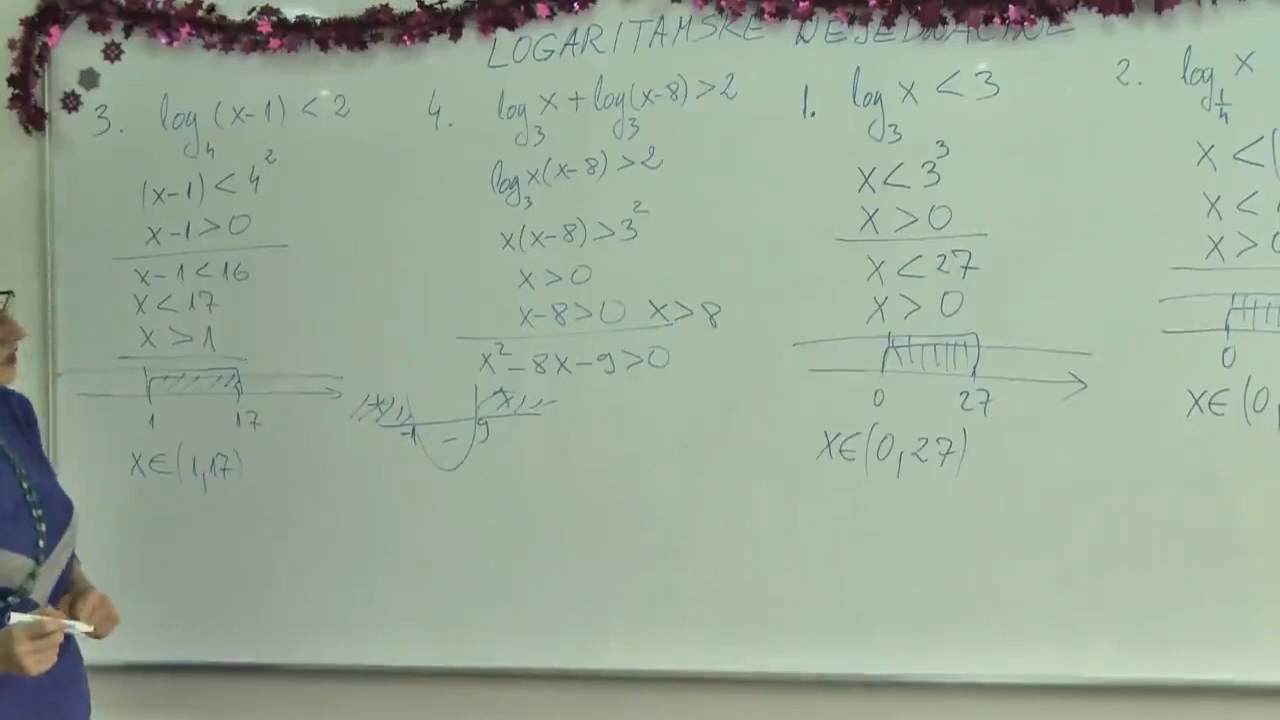 LOGARITAMSKE NEJEDNAČINE
3. log₄(x-1) < 2
(x-1) < 4²
x-1 > 0
x-1 < 16
x < 17
x > 1
1 17
x∈(1,17)
4. log₃x + log₃(x-8) > 2
log₃x(x-8) > 2
x(x-8) > 3²
x > 0
x-8 > 0 x > 8
x²-8x-9 > 0
-1 - 9
1. log₃x < 3
x < 3³
x > 0
x < 27
x > 0
0 27
x∈(0,27)
2. log_{1/4} x
x < (
x <
x > 0
0
x∈(0,